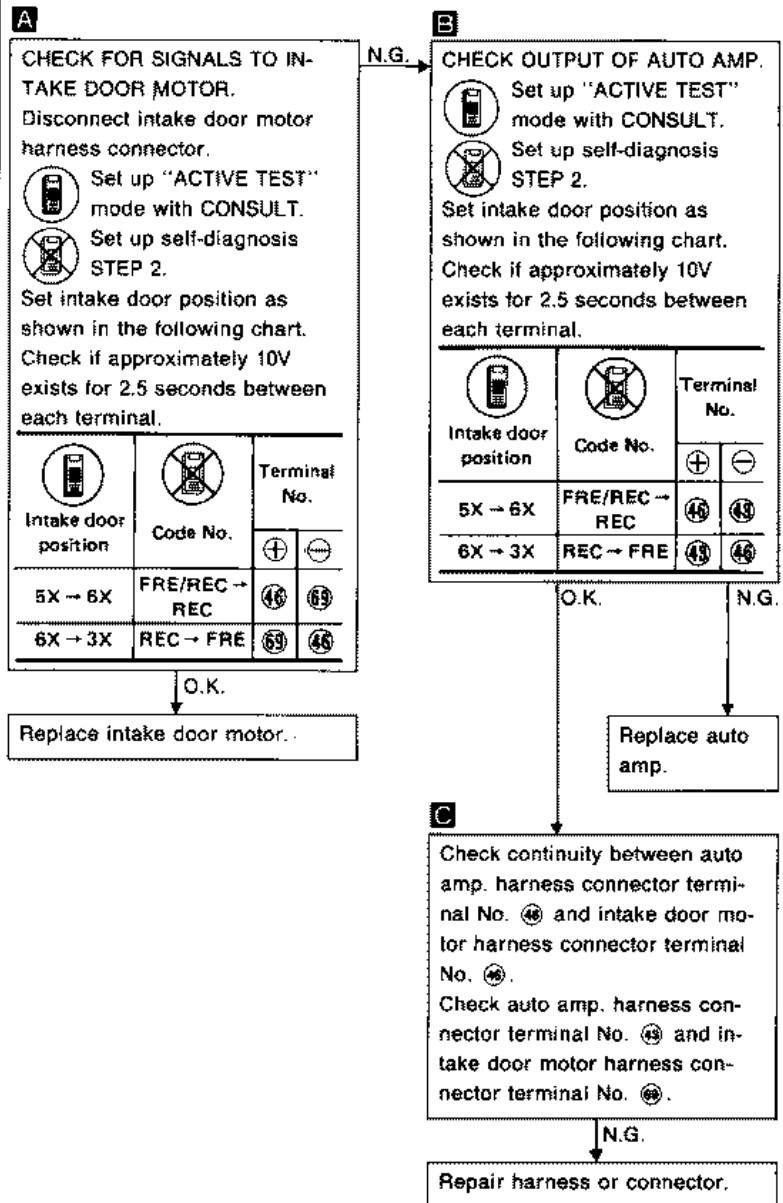 A
CHECK FOR SIGNALS TO IN-
TAKE DOOR MOTOR.
Disconnect intake door motor
harness connector.
Set up "ACTIVE TEST"
mode with CONSULT.
Set up self-diagnosis
STEP 2.
Set intake door position as
shown in the following chart.
Check if approximately 10V
exists for 2.5 seconds between
each terminal.
Intake door
position
Code No.
Terminal
No.
⊕ ⊖
5X → 6X FRE/REC →
REC ㊻ 69
6X → 3X REC → FRE 69 ㊻
O.K.
Replace intake door motor.
N.G.
B
CHECK OUTPUT OF AUTO AMP.
Set up "ACTIVE TEST"
mode with CONSULT.
Set up self-diagnosis
STEP 2.
Set intake door position as
shown in the following chart.
Check if approximately 10V
exists for 2.5 seconds between
each terminal.
Intake door
position
Code No.
Terminal
No.
⊕ ⊖
5X → 6X FRE/REC →
REC ㊻ ㊸
6X → 3X REC → FRE ㊸ ㊻
O.K.
N.G.
Replace auto
amp.
C
Check continuity between auto
amp. harness connector termi-
nal No. ㊻ and intake door mo-
tor harness connector terminal
No. ㊻.
Check auto amp. harness con-
nector terminal No. ㊸ and in-
take door motor harness con-
nector terminal No. 69.
N.G.
Repair harness or connector.